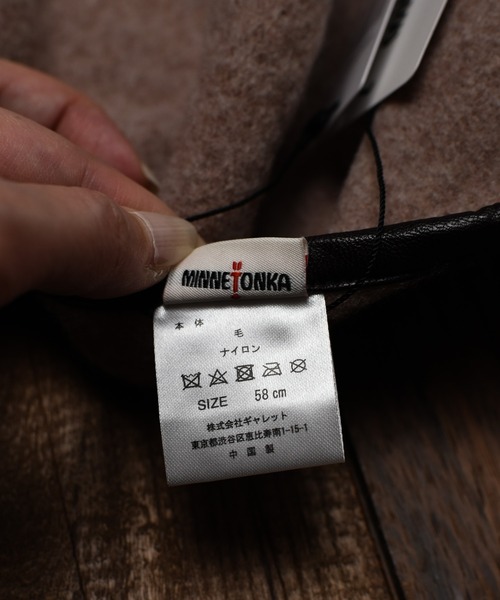 MINNETONKA
本体 毛
ナイロン
SIZE 58 cm
株式会社ギャレット
東京都渋谷区恵比寿南1-15-1
中国製